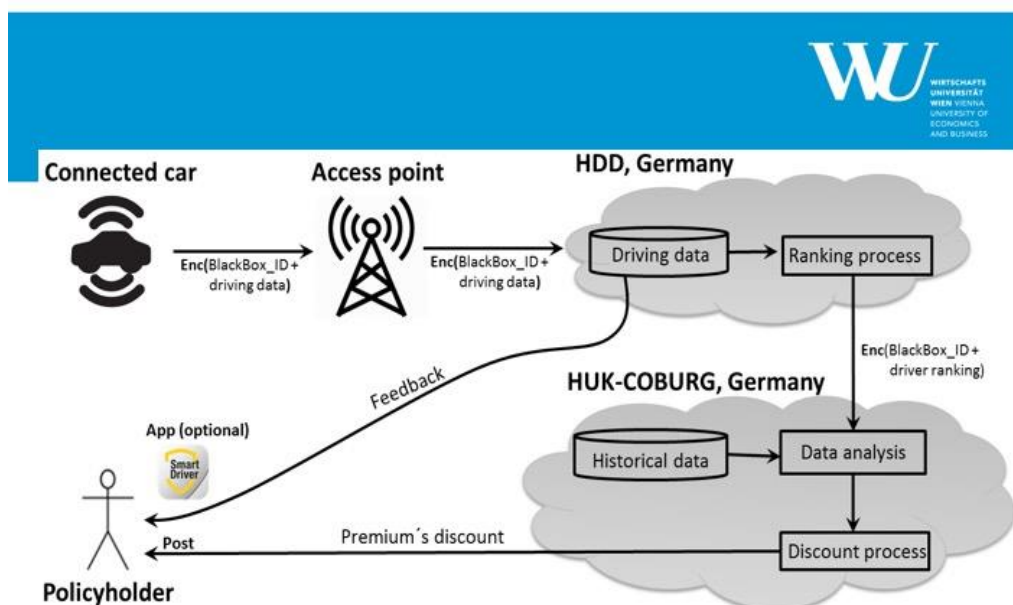 WU
WIRTSCHAFTS
UNIVERSITÄT
WIEN VIENNA
UNIVERSITY OF
ECONOMICS
AND BUSINESS
Connected car
Access point
HDD, Germany
Enc(BlackBox_ID +
driving data)
Enc(BlackBox_ID +
driving data)
Driving data
Ranking process
Enc(BlackBox_ID +
driver ranking)
Feedback
HUK-COBURG, Germany
App (optional)
Smart
Driver
Historical data
Data analysis
Post
Premium´s discount
Discount process
Policyholder